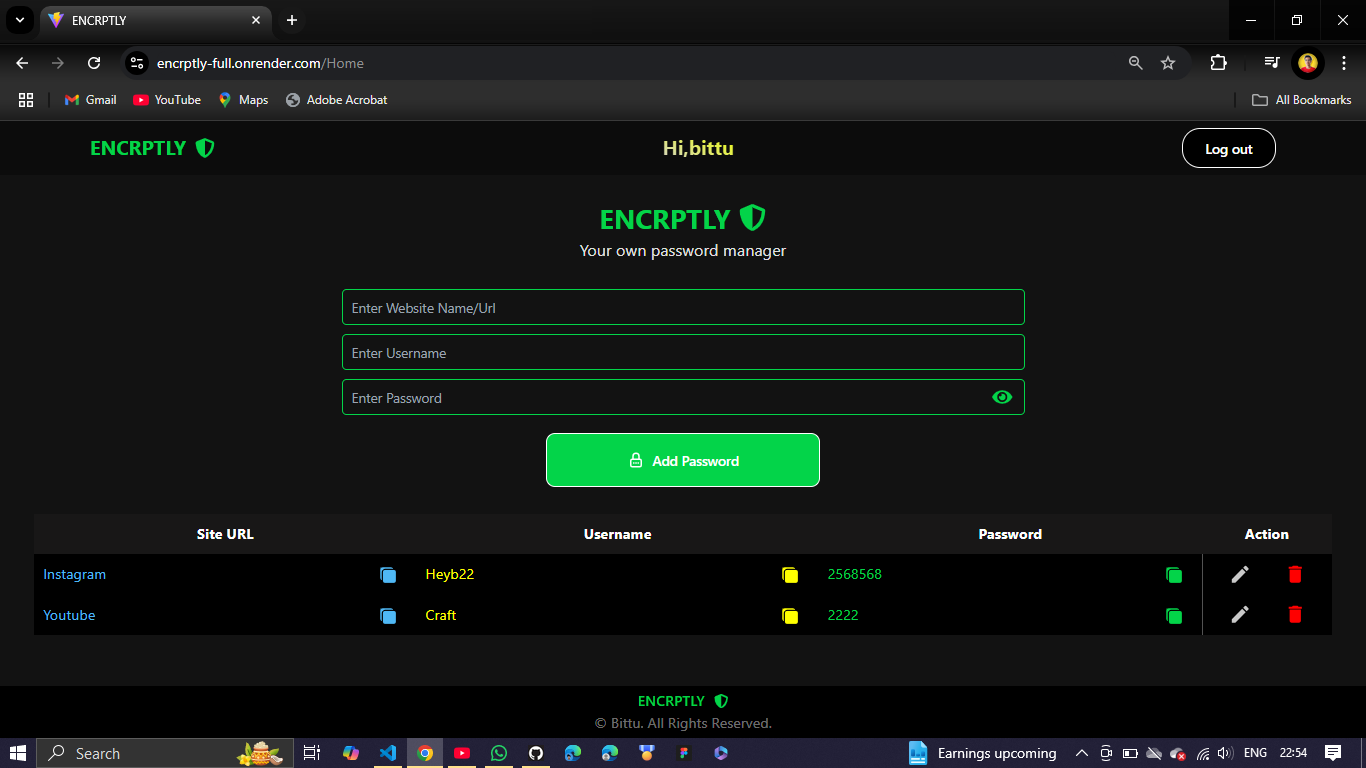 ENCRPTLY
encrptly-full.onrender.com/Home
Gmail YouTube Maps Adobe Acrobat All Bookmarks
ENCRPTLY Hi,bittu Log out
ENCRPTLY
Your own password manager
Enter Website Name/Url
Enter Username
Enter Password
Add Password
Site URL Username Password Action
Instagram Heyb22 2568568
Youtube Craft 2222
ENCRPTLY
© Bittu. All Rights Reserved.
Search Earnings upcoming ENG 22:54